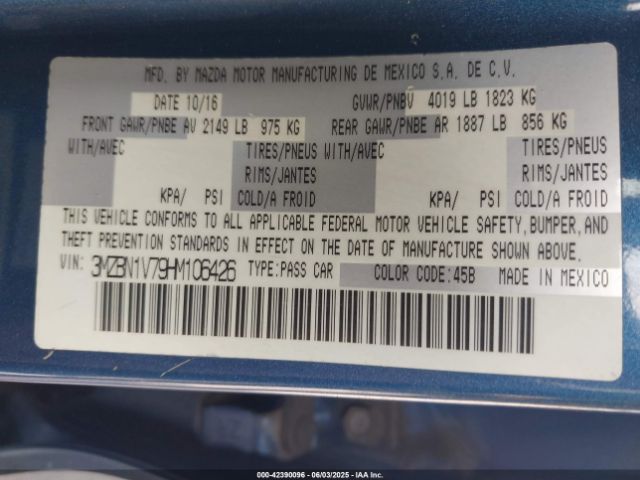 MFD. BY MAZDA MOTOR MANUFACTURING DE MEXICO S.A. DE C.V.
DATE 10/16 GVWR/PNBV 4019 LB 1823 KG
FRONT GAWR/PNBE AV 2149 LB 975 KG REAR GAWR/PNBE AR 1887 LB 856 KG
WITH/AVEC TIRES/PNEUS WITH/AVEC TIRES/PNEUS
RIMS/JANTES RIMS/JANTES
KPA/ PSI COLD/A FROID KPA/ PSI COLD/A FROID
THIS VEHICLE CONFORMS TO ALL APPLICABLE FEDERAL MOTOR VEHICLE SAFETY, BUMPER, AND
THEFT PREVENTION STANDARDS IN EFFECT ON THE DATE OF MANUFACTURE SHOWN ABOVE.
VIN: 3MZBN1V79HM106426 TYPE:PASS CAR COLOR CODE:45B MADE IN MEXICO
000-42390096 - 06/03/2025 - IAA Inc.